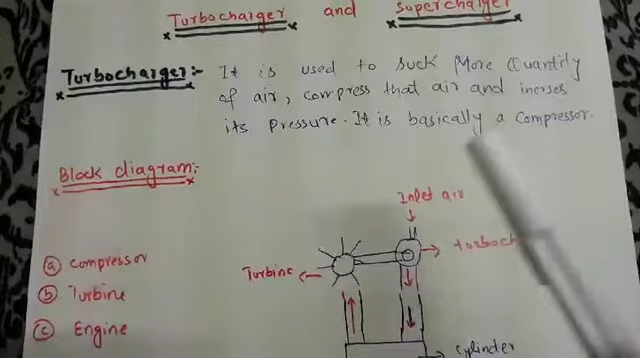 Turbocharger and Supercharger
Turbocharger:- It is used to suck More Quantity
of air, compress that air and increses
its Pressure. It is basically a compressor.
Block diagram:-
Inlet air
Turbine
(a) Compressor
(b) Turbine
(c) Engine
cylinder